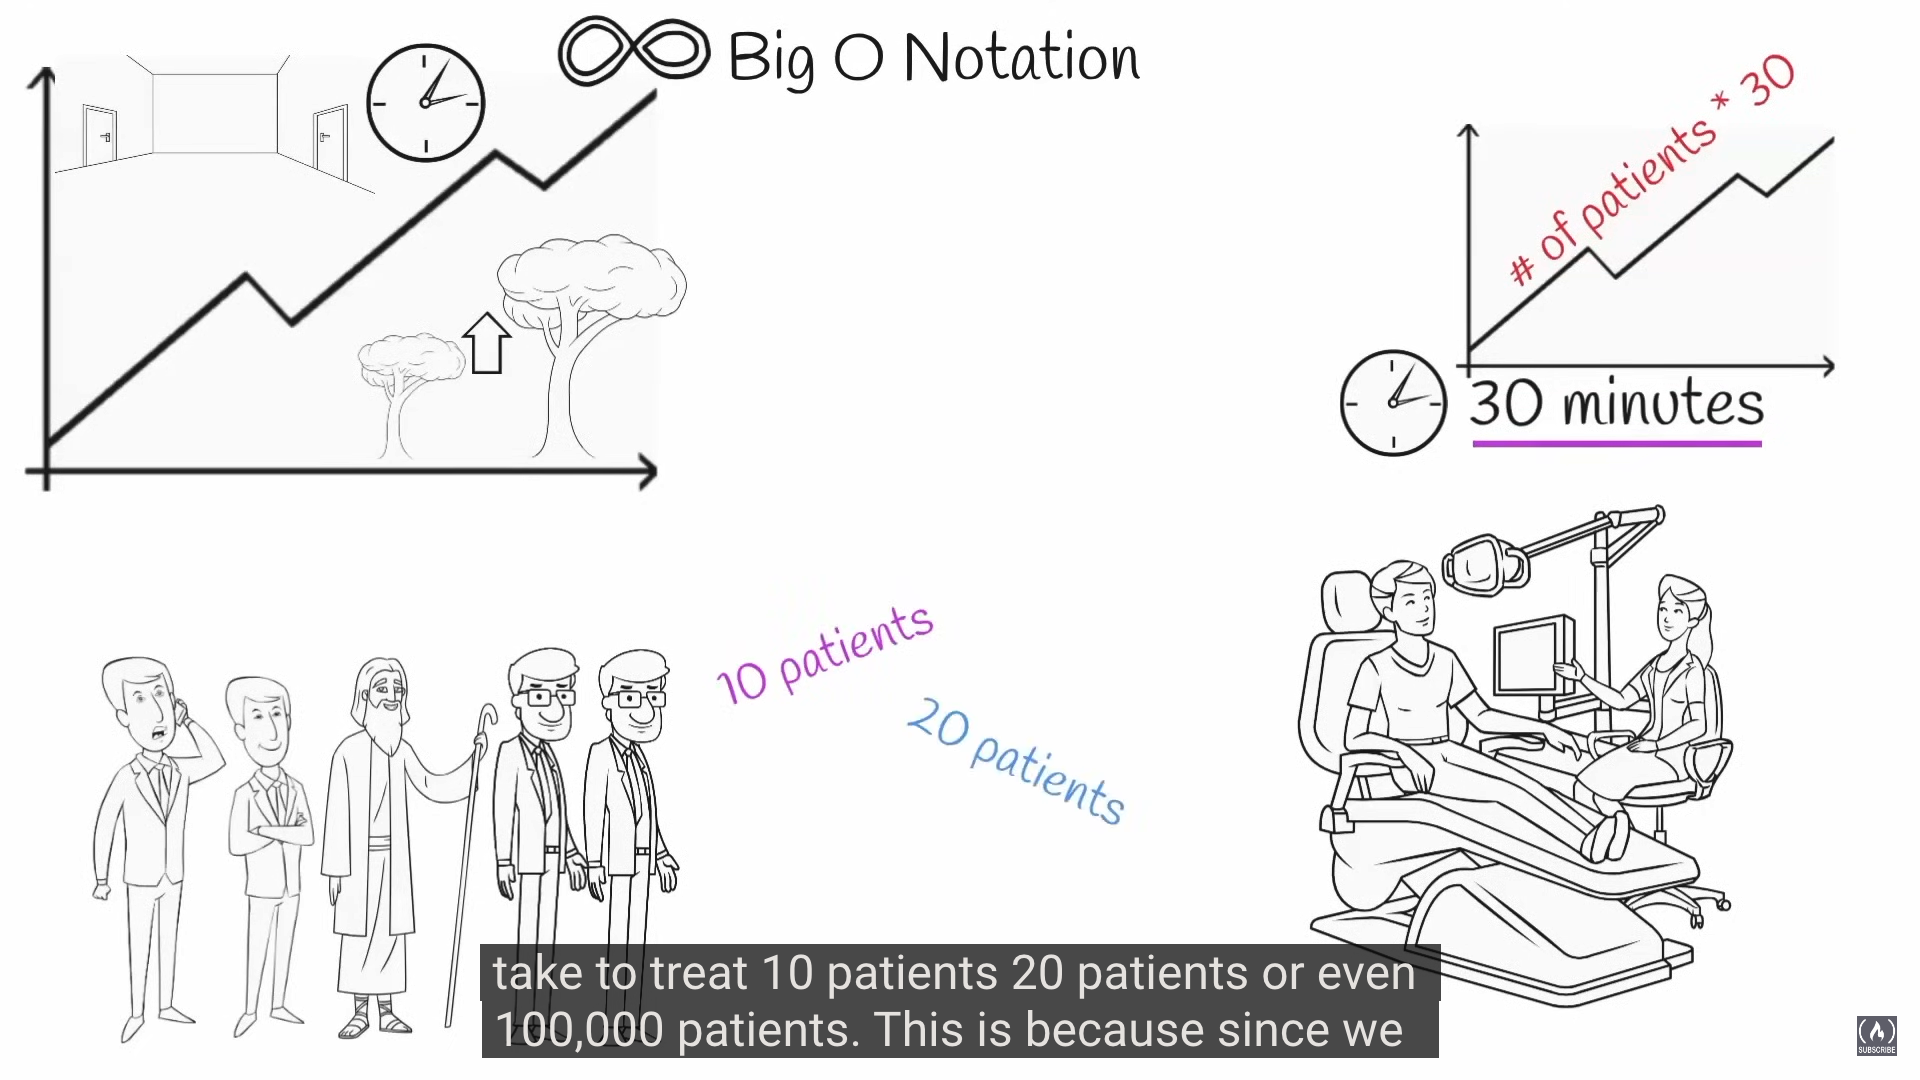 Big O Notation
# of patients * 30
30 minutes
10 patients
20 patients
take to treat 10 patients 20 patients or even
100,000 patients. This is because since we
SUBSCRIBE